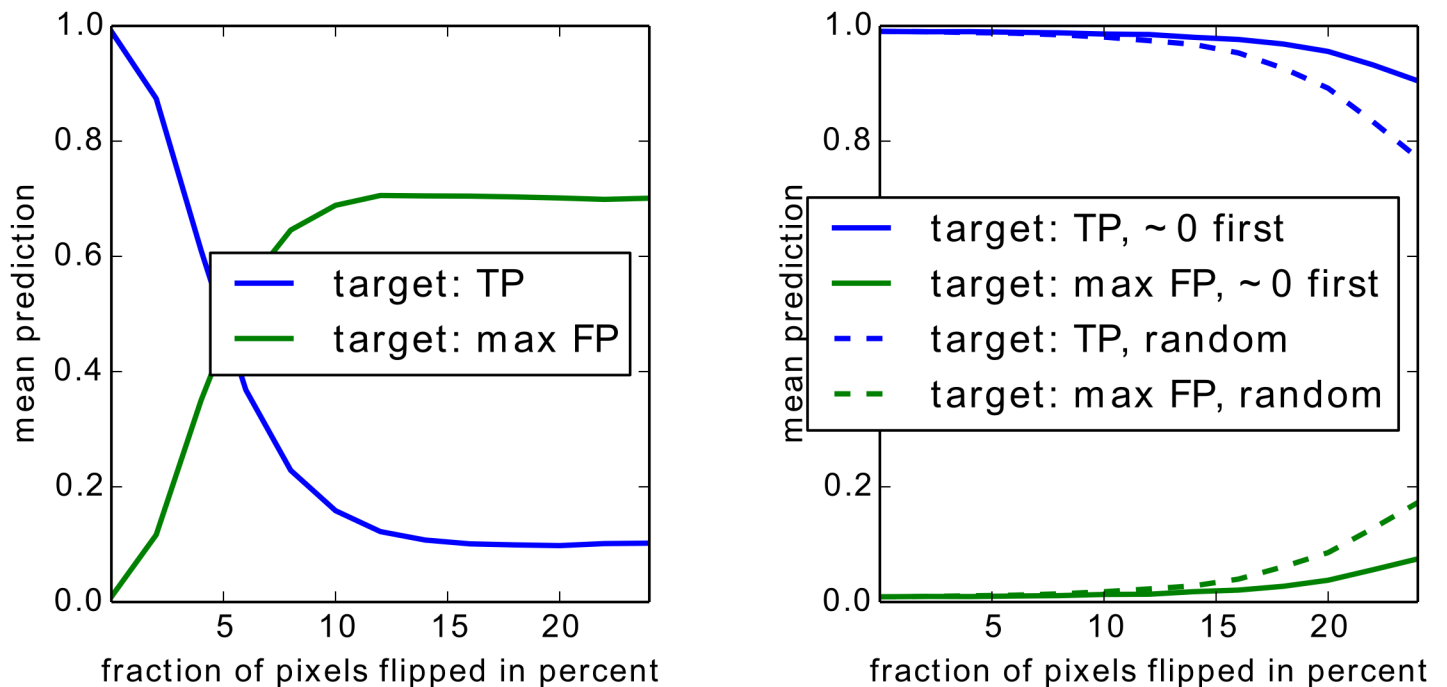 1.0
0.8
0.6
0.4
0.2
0.0
mean prediction
target: TP
target: max FP
5
10
15
20
fraction of pixels flipped in percent
1.0
0.8
0.2
0.0
mean prediction
target: TP, ~0 first
target: max FP, ~0 first
target: TP, random
target: max FP, random
5
10
15
20
fraction of pixels flipped in percent